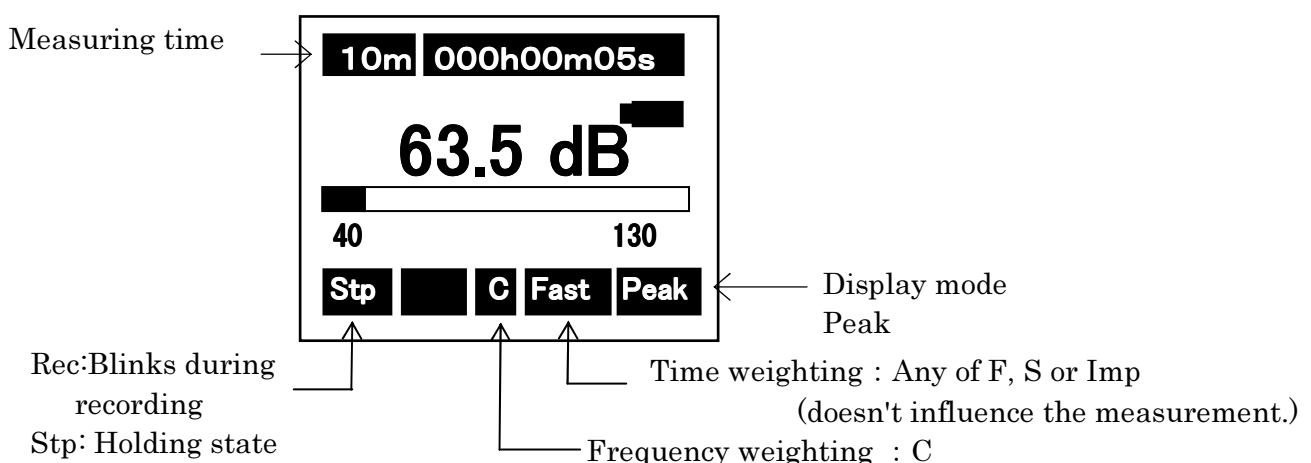 Measuring time
10m 000h00m05s
63.5 dB
40 130
Stp C Fast Peak
Display mode
Peak
Rec:Blinks during
recording
Stp: Holding state
Time weighting : Any of F, S or Imp
(doesn't influence the measurement.)
Frequency weighting : C